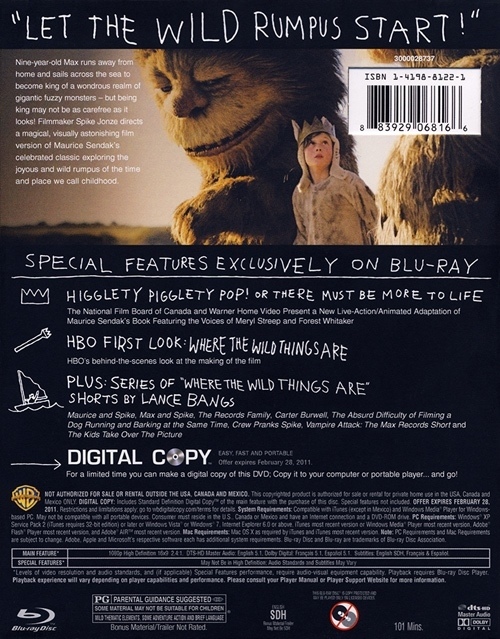 "LET THE WILD RUMPUS START!"
Nine-year-old Max runs away from
home and sails across the sea to
become king of a wondrous realm of
gigantic fuzzy monsters – but being
king may not be as carefree as it
looks! Filmmaker Spike Jonze directs
a magical, visually astonishing film
version of Maurice Sendak's
celebrated classic exploring the
joyous and wild rumpus of the time
and place we call childhood.
3000028737
ISBN 1-4198-8122-1
8 83929 06816 6
SPECIAL FEATURES EXCLUSIVELY ON BLU-RAY
HIGGLETY PIGGLETY POP! OR THERE MUST BE MORE TO LIFE
The National Film Board of Canada and Warner Home Video Present a New Live-Action/Animated Adaptation of
Maurice Sendak's Book Featuring the Voices of Meryl Streep and Forest Whitaker
HBO FIRST LOOK: WHERE THE WILD THINGS ARE
HBO's behind-the-scenes look at the making of the film
PLUS: SERIES OF "WHERE THE WILD THINGS ARE"
SHORTS BY LANCE BANGS
Maurice and Spike, Max and Spike, The Records Family, Carter Burwell, The Absurd Difficulty of Filming a
Dog Running and Barking at the Same Time, Crew Pranks Spike, Vampire Attack: The Max Records Short and
The Kids Take Over The Picture
DIGITAL COPY EASY, FAST AND PORTABLE
Offer expires February 28, 2011.
For a limited time you can make a digital copy of this DVD; Copy it to your computer or portable player... and go!
WB
NOT AUTHORIZED FOR SALE OR RENTAL OUTSIDE THE USA, CANADA AND MEXICO. This copyrighted product is authorized for sale or rental for private home use in the USA, Canada and
Mexico ONLY. DIGITAL COPY: Includes Standard Definition Digital Copy™ of the main feature with the purchase of this disc. Special features not included. OFFER EXPIRES FEBRUARY 28,
2011. Restrictions and limitations apply: go to wbdigitalcopy.com/terms for details. System Requirements: Compatible with iTunes (except in Mexico) and Windows Media® Player for Windows-
based PC. May not be compatible with all portable devices. Consumer must reside in the U.S, Canada or Mexico and have an Internet connection and a DVD-ROM drive. PC Requirements: Windows® XP
Service Pack 2 (iTunes requires 32-bit edition) or later or Windows Vista® or Windows® 7. Internet Explorer 6.0 or above. iTunes most recent version or Windows Media® Player most recent version, Adobe®
Flash® Player most recent version, and Adobe® AIR™ most recent version. Mac Requirements: Mac OS X as required by iTunes and iTunes most recent version. Note: PC Requirements and Mac Requirements
are subject to change. Adobe, Apple and Microsoft's respective software each has additional system requirements. Blu-ray Disc and Blu-ray are trademarks of Blu-ray Disc Association.
MAIN FEATURE* 1080p High Definition 16x9 2.4:1 DTS-HD Master Audio: English 5.1, Dolby Digital: Français 5.1, Español 5.1 Subtitles: English SDH, Français & Español.
SPECIAL FEATURES* May Not Be in High Definition; Audio Standards and Subtitles May Vary
*Levels of video resolution and audio standards, and (if applicable) Special Features content, require audio-visual equipment capability. Playback requires Blu-ray Disc Player.
Playback experience will vary depending on player capabilities and performance. Please consult your Player Manual or Player Support Website for more information.
Blu-ray Disc
PG PARENTAL GUIDANCE SUGGESTED
SOME MATERIAL MAY NOT BE SUITABLE FOR CHILDREN
MILD THEMATIC ELEMENTS, SOME ADVENTURE ACTION AND BRIEF LANGUAGE
Bonus Material/Trailer Not Rated.
ENGLISH
SDH
101 Mins.
dts-HD
Master Audio
DOLBY
DIGITAL